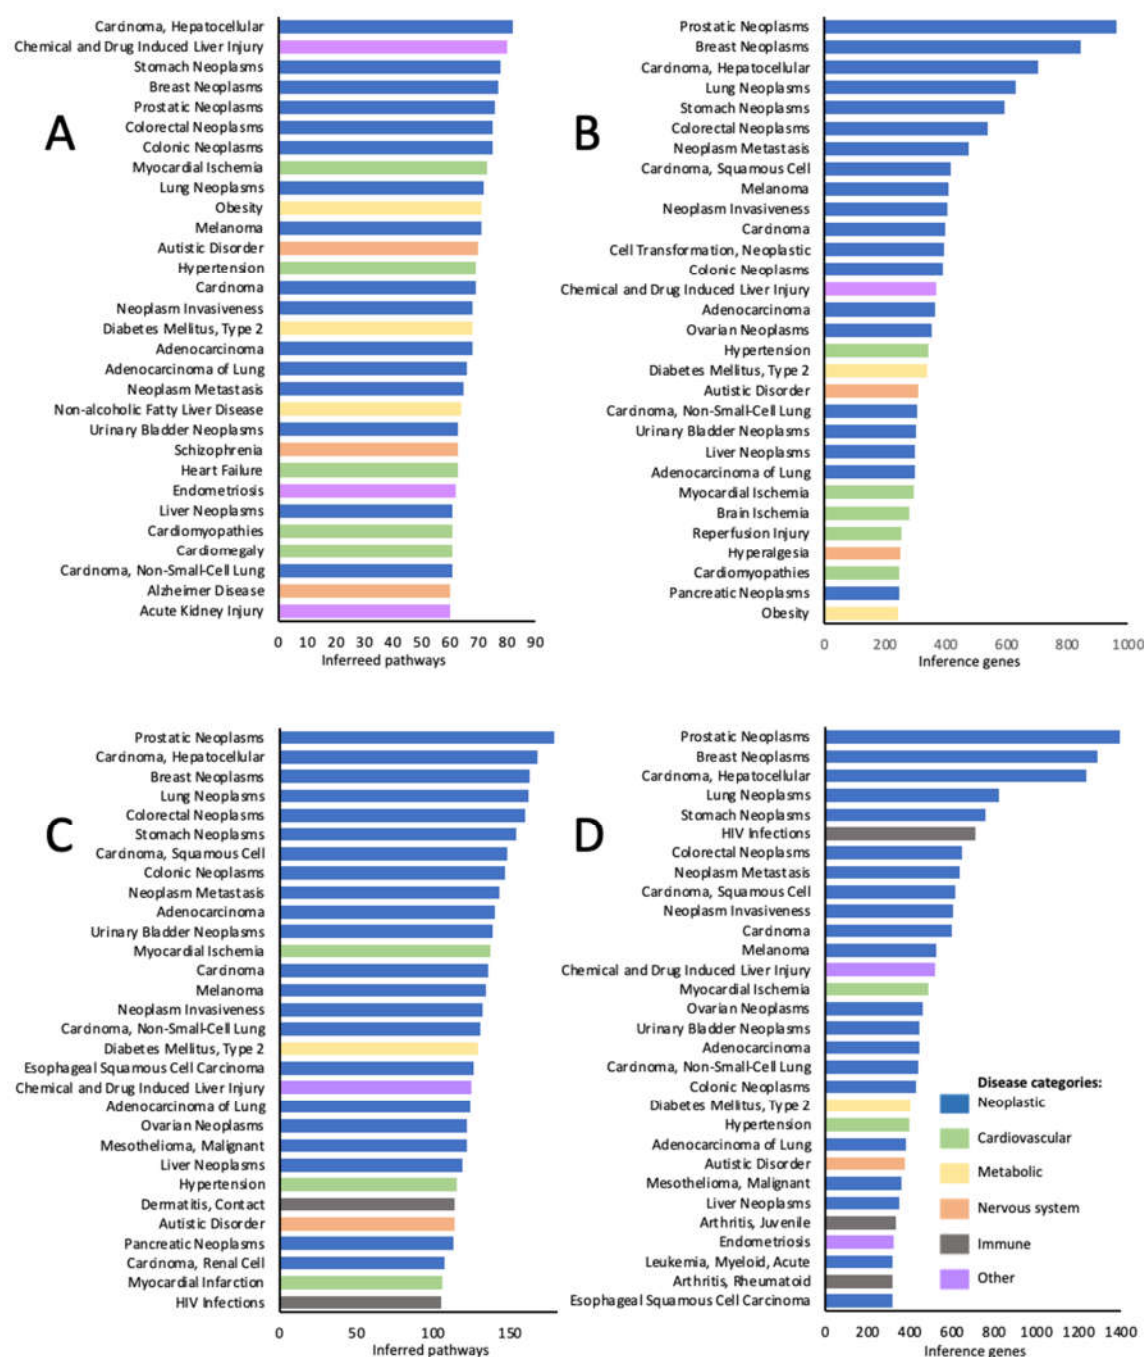 A
Carcinoma, Hepatocellular
Chemical and Drug Induced Liver Injury
Stomach Neoplasms
Breast Neoplasms
Prostatic Neoplasms
Colorectal Neoplasms
Colonic Neoplasms
Myocardial Ischemia
Lung Neoplasms
Obesity
Melanoma
Autistic Disorder
Hypertension
Carcinoma
Neoplasm Invasiveness
Diabetes Mellitus, Type 2
Adenocarcinoma
Adenocarcinoma of Lung
Neoplasm Metastasis
Non-alcoholic Fatty Liver Disease
Urinary Bladder Neoplasms
Schizophrenia
Heart Failure
Endometriosis
Liver Neoplasms
Cardiomyopathies
Cardiomegaly
Carcinoma, Non-Small-Cell Lung
Alzheimer Disease
Acute Kidney Injury
0 10 20 30 40 50 60 70 80 90
Inferreed pathways
B
Prostatic Neoplasms
Breast Neoplasms
Carcinoma, Hepatocellular
Lung Neoplasms
Stomach Neoplasms
Colorectal Neoplasms
Neoplasm Metastasis
Carcinoma, Squamous Cell
Melanoma
Neoplasm Invasiveness
Carcinoma
Cell Transformation, Neoplastic
Colonic Neoplasms
Chemical and Drug Induced Liver Injury
Adenocarcinoma
Ovarian Neoplasms
Hypertension
Diabetes Mellitus, Type 2
Autistic Disorder
Carcinoma, Non-Small-Cell Lung
Urinary Bladder Neoplasms
Liver Neoplasms
Adenocarcinoma of Lung
Myocardial Ischemia
Brain Ischemia
Reperfusion Injury
Hyperalgesia
Cardiomyopathies
Pancreatic Neoplasms
Obesity
0 200 400 600 800 1000
Inference genes
C
Prostatic Neoplasms
Carcinoma, Hepatocellular
Breast Neoplasms
Lung Neoplasms
Colorectal Neoplasms
Stomach Neoplasms
Carcinoma, Squamous Cell
Colonic Neoplasms
Neoplasm Metastasis
Adenocarcinoma
Urinary Bladder Neoplasms
Myocardial Ischemia
Carcinoma
Melanoma
Neoplasm Invasiveness
Carcinoma, Non-Small-Cell Lung
Diabetes Mellitus, Type 2
Esophageal Squamous Cell Carcinoma
Chemical and Drug Induced Liver Injury
Adenocarcinoma of Lung
Ovarian Neoplasms
Mesothelioma, Malignant
Liver Neoplasms
Hypertension
Dermatitis, Contact
Autistic Disorder
Pancreatic Neoplasms
Carcinoma, Renal Cell
Myocardial Infarction
HIV Infections
0 50 100 150
Inferred pathways
D
Prostatic Neoplasms
Breast Neoplasms
Carcinoma, Hepatocellular
Lung Neoplasms
Stomach Neoplasms
HIV Infections
Colorectal Neoplasms
Neoplasm Metastasis
Carcinoma, Squamous Cell
Neoplasm Invasiveness
Carcinoma
Melanoma
Chemical and Drug Induced Liver Injury
Myocardial Ischemia
Ovarian Neoplasms
Urinary Bladder Neoplasms
Adenocarcinoma
Carcinoma, Non-Small-Cell Lung
Colonic Neoplasms
Diabetes Mellitus, Type 2
Hypertension
Adenocarcinoma of Lung
Autistic Disorder
Mesothelioma, Malignant
Liver Neoplasms
Arthritis, Juvenile
Endometriosis
Leukemia, Myeloid, Acute
Arthritis, Rheumatoid
Esophageal Squamous Cell Carcinoma
0 200 400 600 800 1000 1200 1400
Inference genes
Disease categories:
Neoplastic
Cardiovascular
Metabolic
Nervous system
Immune
Other